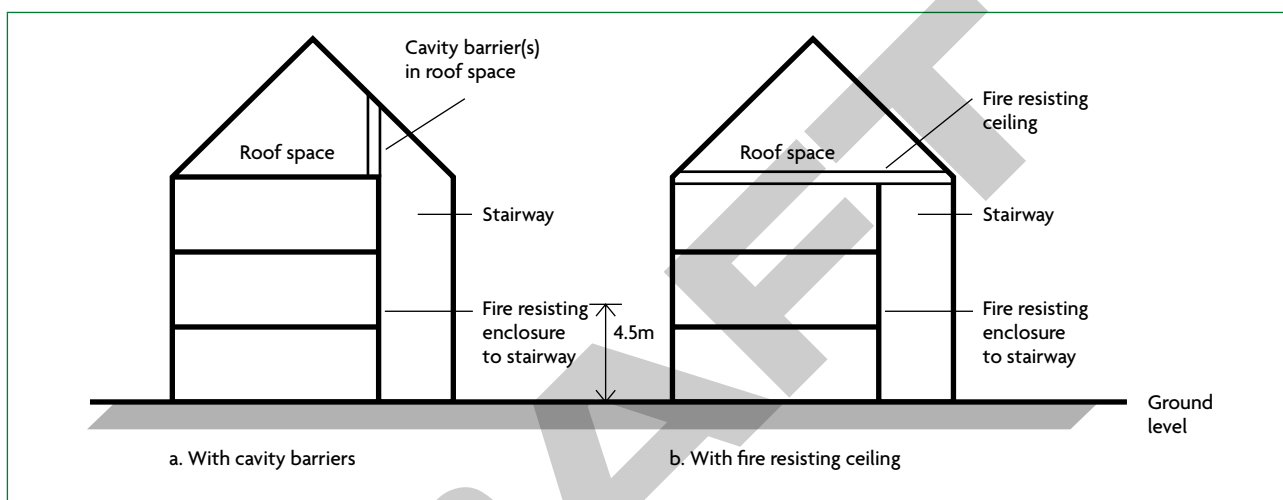 Cavity barrier(s)
in roof space
Roof space
Stairway
Fire resisting
enclosure
to stairway
4.5m
a. With cavity barriers
Fire resisting
ceiling
Roof space
Stairway
Fire resisting
enclosure
to stairway
Ground
level
b. With fire resisting ceiling